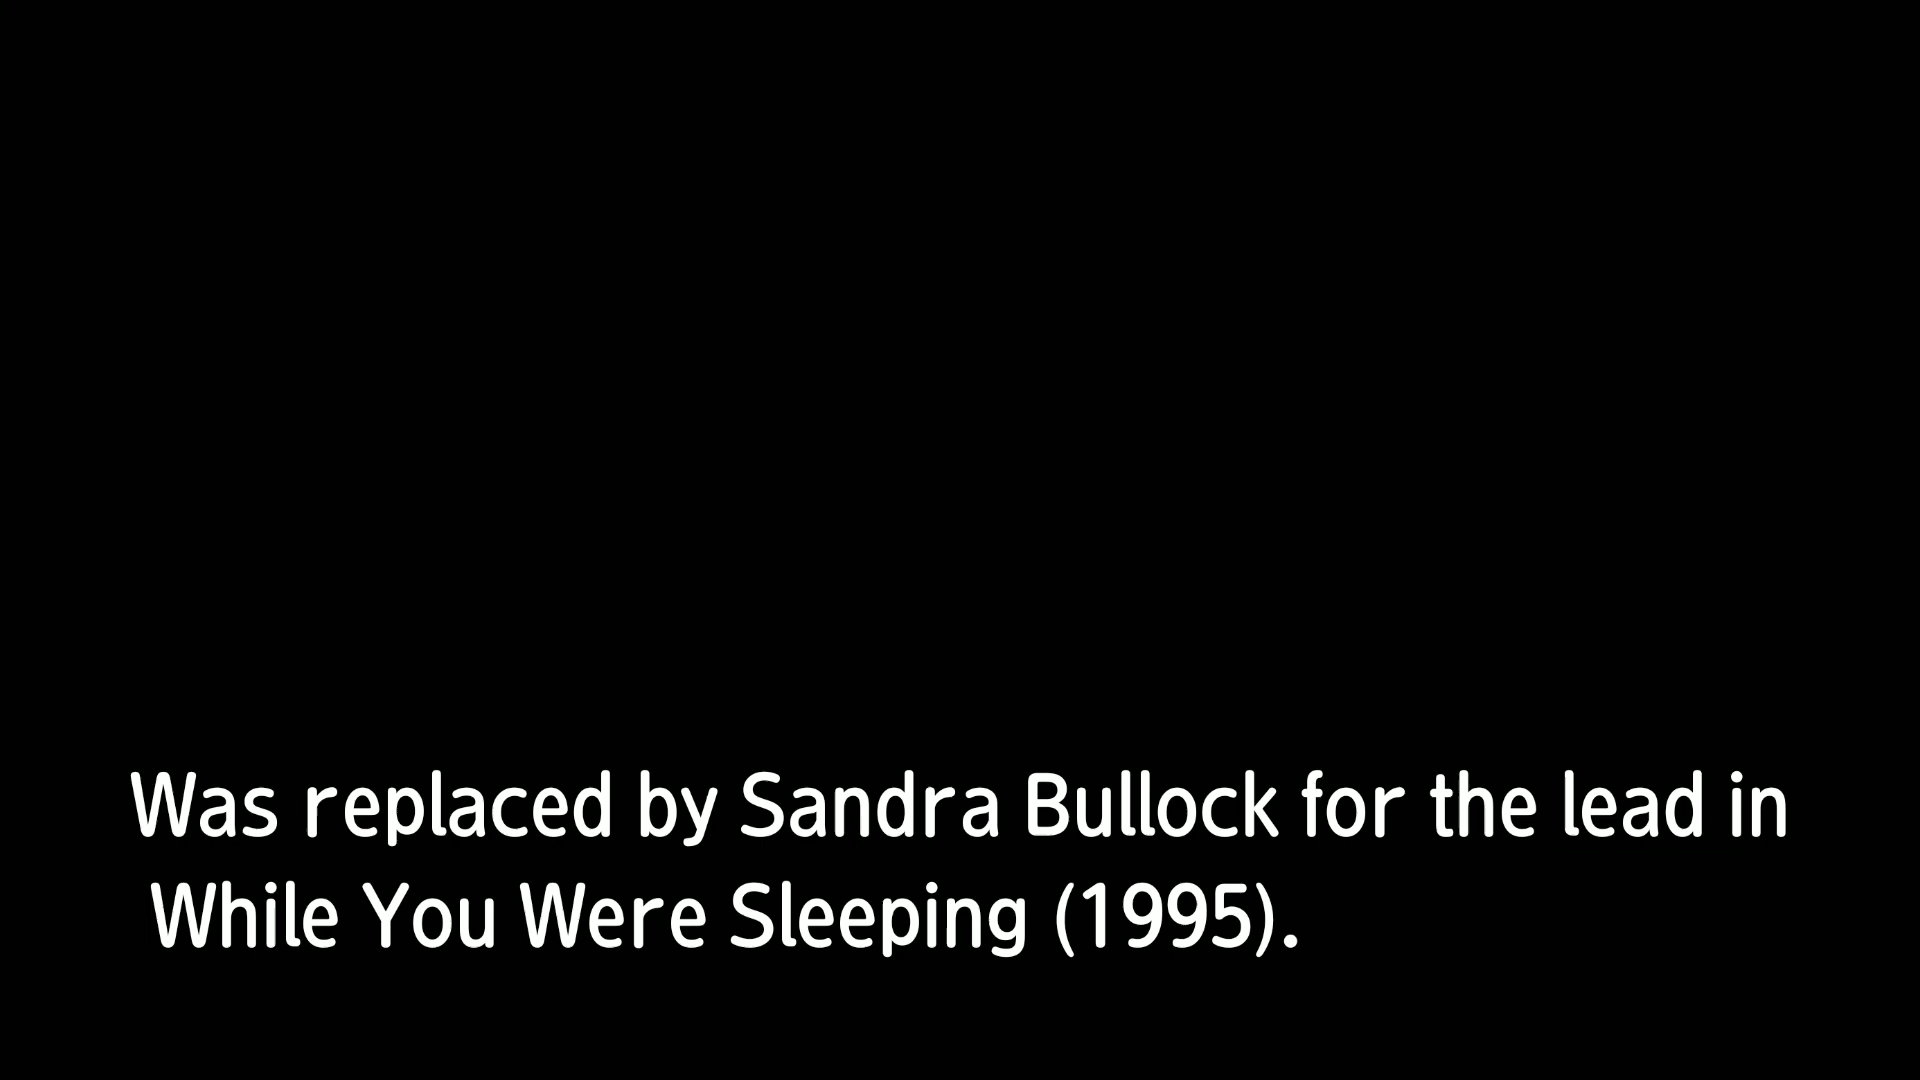 Was replaced by Sandra Bullock for the lead in
While You Were Sleeping (1995).